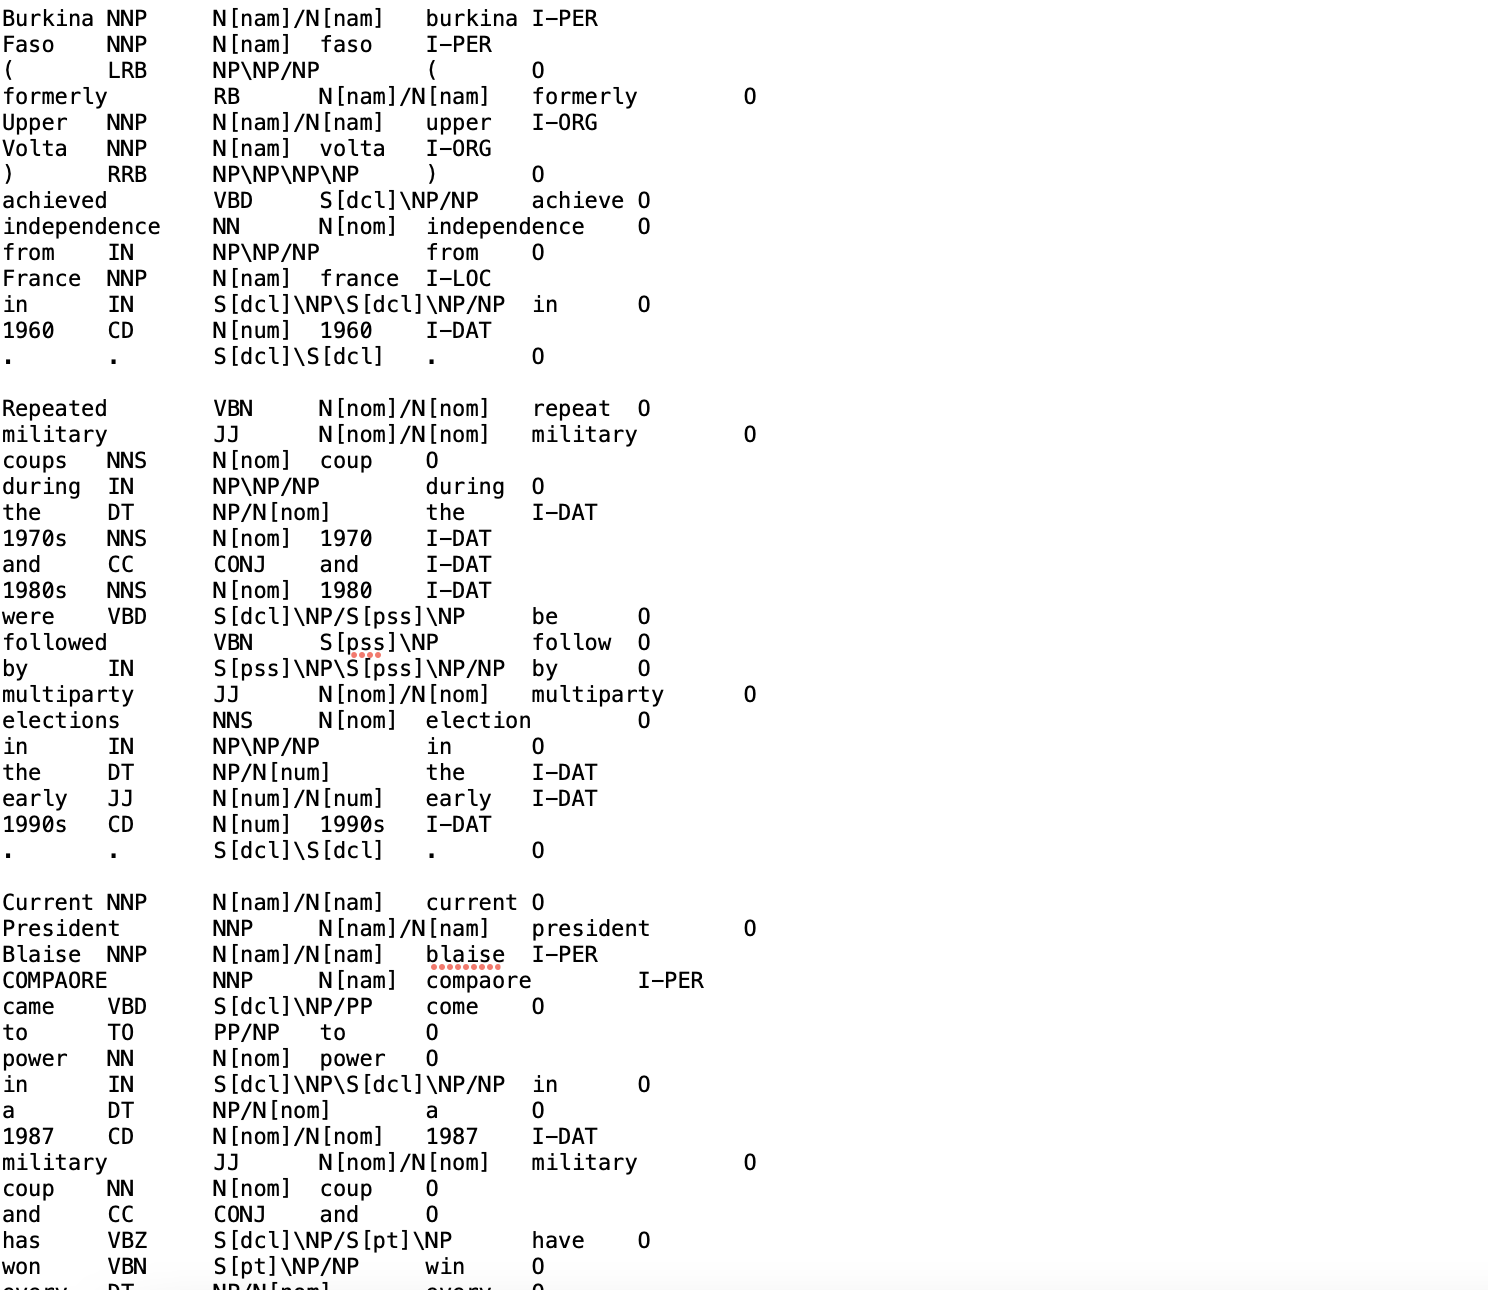 Burkina NNP N[nam]/N[nam] burkina I-PER
Faso NNP N[nam] faso I-PER
( LRB NP\NP/NP ( O
formerly RB N[nam]/N[nam] formerly O
Upper NNP N[nam]/N[nam] upper I-ORG
Volta NNP N[nam] volta I-ORG
) RRB NP\NP\NP\NP ) O
achieved VBD S[dcl]\NP/NP achieve O
independence NN N[nom] independence O
from IN NP\NP/NP from O
France NNP N[nam] france I-LOC
in IN S[dcl]\NP\S[dcl]\NP/NP in O
1960 CD N[num] 1960 I-DAT
. . S[dcl]\S[dcl] . O

Repeated VBN N[nom]/N[nom] repeat O
military JJ N[nom]/N[nom] military O
coups NNS N[nom] coup O
during IN NP\NP/NP during O
the DT NP/N[nom] the I-DAT
1970s NNS N[nom] 1970 I-DAT
and CC CONJ and I-DAT
1980s NNS N[nom] 1980 I-DAT
were VBD S[dcl]\NP/S[pss]\NP be O
followed VBN S[pss]\NP follow O
by IN S[pss]\NP\S[pss]\NP/NP by O
multiparty JJ N[nom]/N[nom] multiparty O
elections NNS N[nom] election O
in IN NP\NP/NP in O
the DT NP/N[num] the I-DAT
early JJ N[num]/N[num] early I-DAT
1990s CD N[num] 1990s I-DAT
. . S[dcl]\S[dcl] . O

Current NNP N[nam]/N[nam] current O
President NNP N[nam]/N[nam] president O
Blaise NNP N[nam]/N[nam] blaise I-PER
COMPAORE NNP N[nam] compaore I-PER
came VBD S[dcl]\NP/PP come O
to TO PP/NP to O
power NN N[nom] power O
in IN S[dcl]\NP\S[dcl]\NP/NP in O
a DT NP/N[nom] a O
1987 CD N[nom]/N[nom] 1987 I-DAT
military JJ N[nom]/N[nom] military O
coup NN N[nom] coup O
and CC CONJ and O
has VBZ S[dcl]\NP/S[pt]\NP have O
won VBN S[pt]\NP/NP win O
every DT NP/N[nom] every O